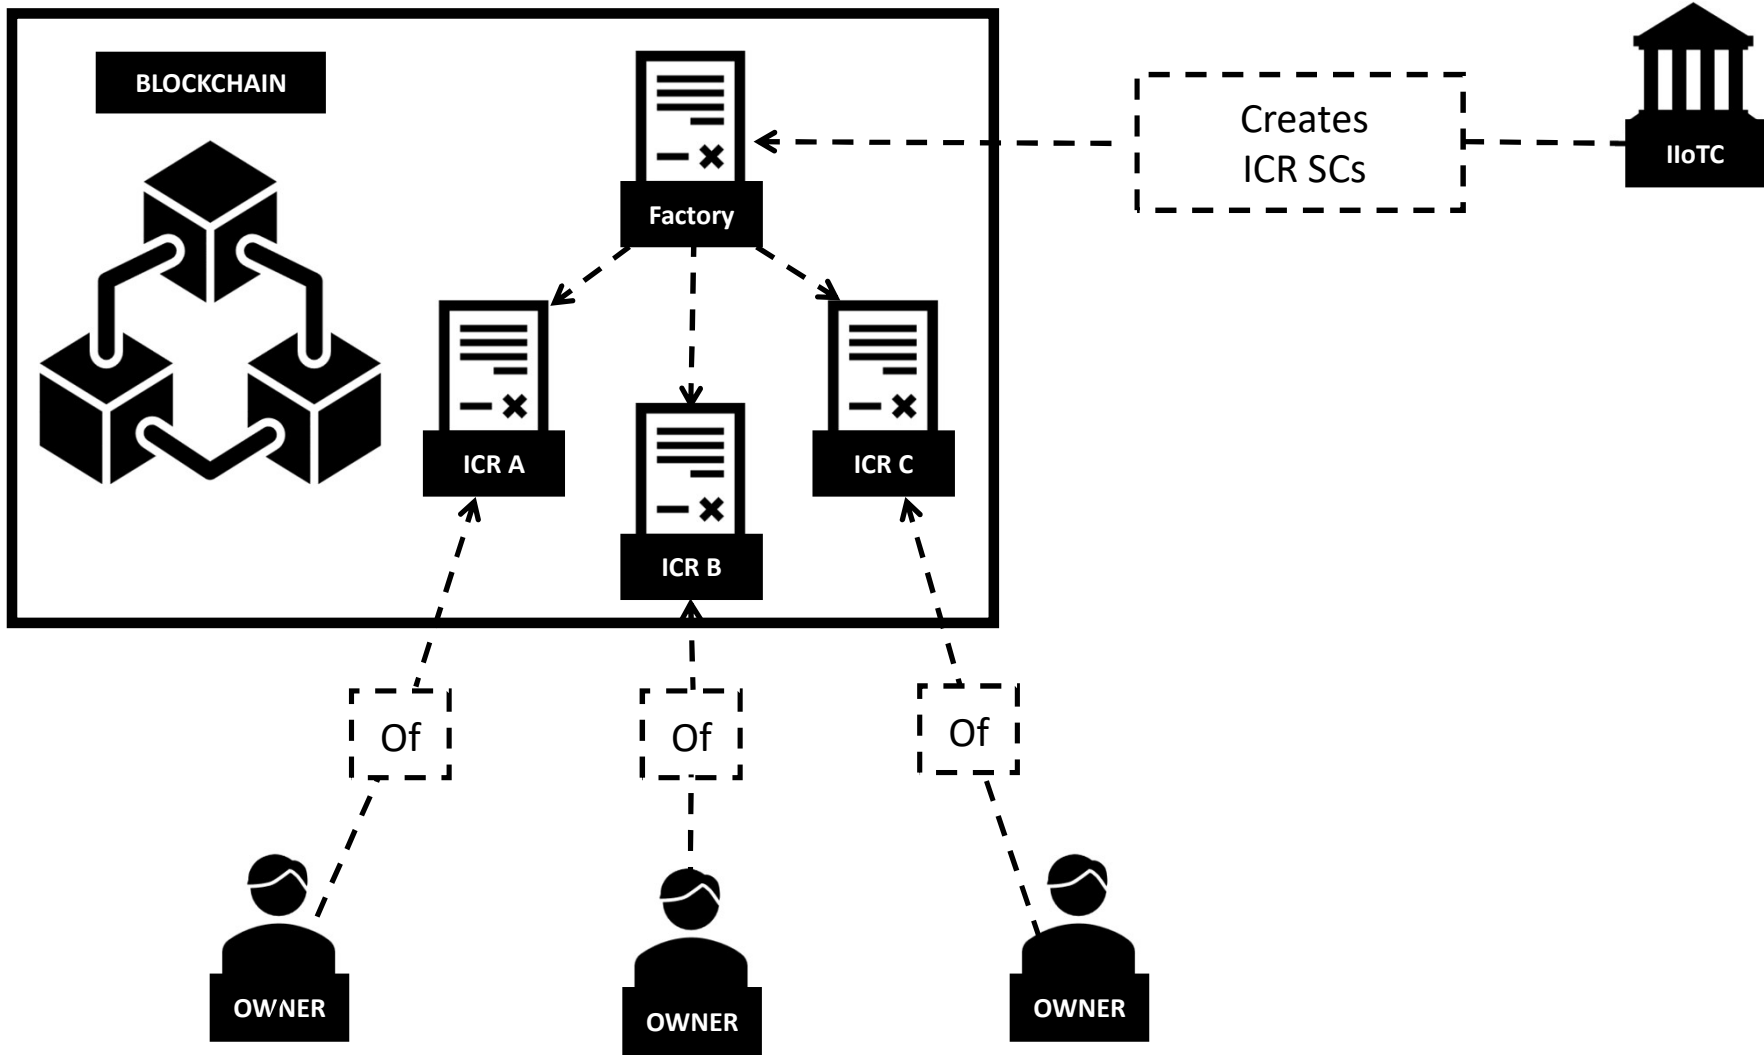 BLOCKCHAIN
Creates
ICR SCs
IIoTC
Factory
ICR A
ICR C
ICR B
Of
Of
Of
OWNER
OWNER
OWNER